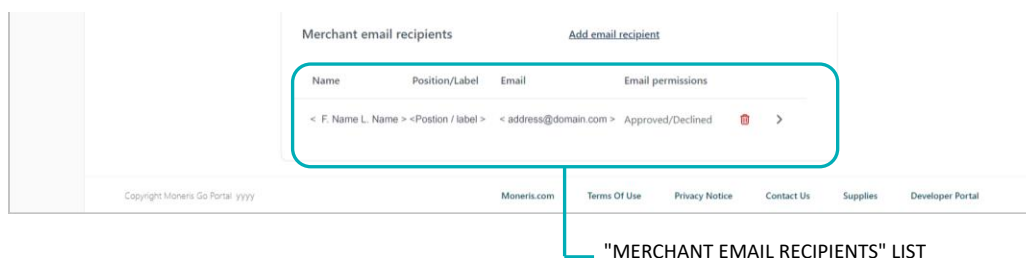 Merchant email recipients Add email recipient
Name Position/Label Email Email permissions
< F. Name L. Name > <Postion / label > < address@domain.com > Approved/Declined
Copyright Moneris Go Portal yyyy Moneris.com Terms Of Use Privacy Notice Contact Us Supplies Developer Portal
"MERCHANT EMAIL RECIPIENTS" LIST